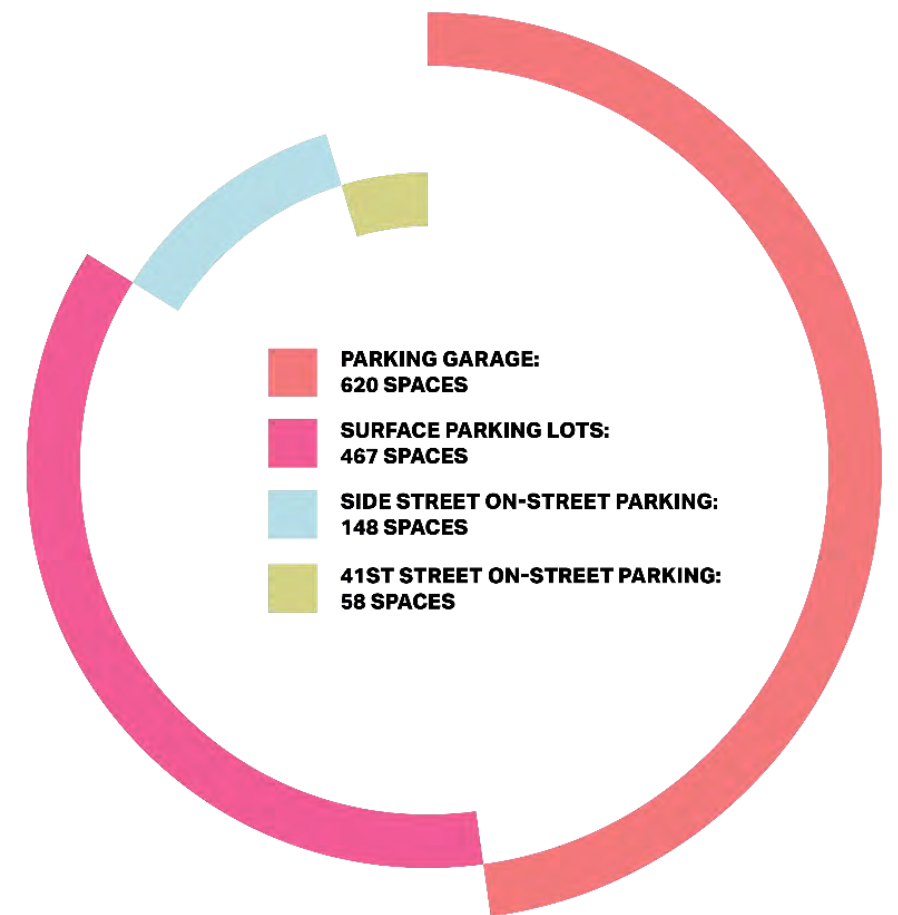 PARKING GARAGE:
620 SPACES
SURFACE PARKING LOTS:
467 SPACES
SIDE STREET ON-STREET PARKING:
148 SPACES
41ST STREET ON-STREET PARKING:
58 SPACES